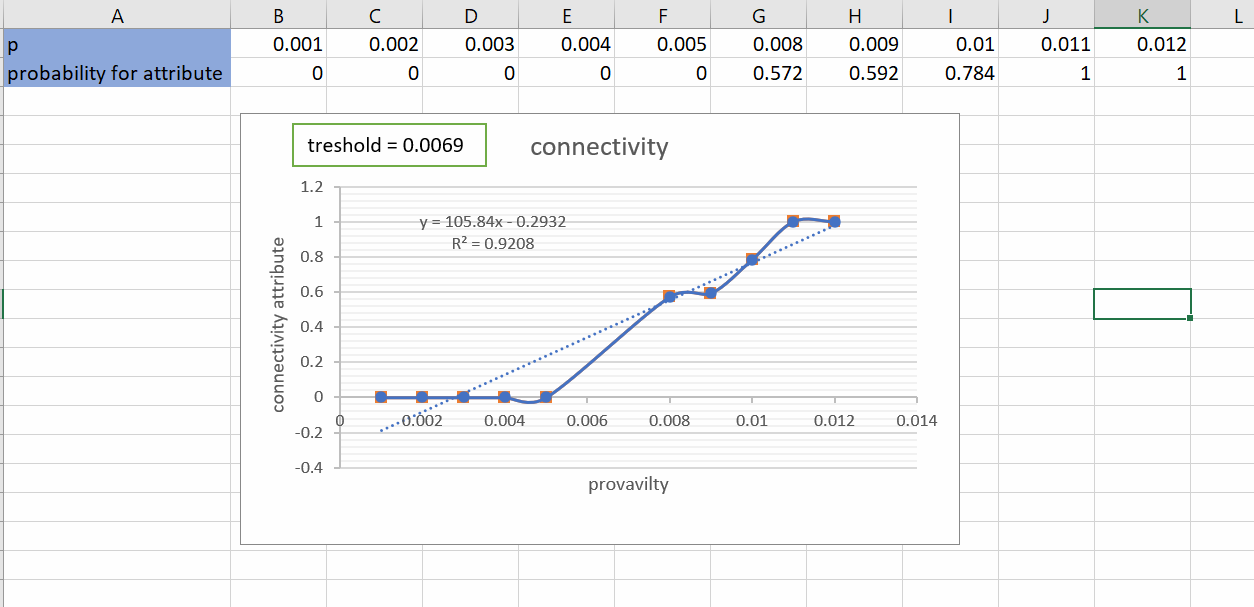 A B C D E F G H I J K L
p 0.001 0.002 0.003 0.004 0.005 0.008 0.009 0.01 0.011 0.012
probability for attribute 0 0 0 0 0 0.572 0.592 0.784 1 1
treshold = 0.0069
connectivity
1.2
1
0.8
0.6
0.4
0.2
0
-0.2
-0.4
y = 105.84x - 0.2932
R² = 0.9208
connectivity attribute
0 0.002 0.004 0.006 0.008 0.01 0.012 0.014
provavilty